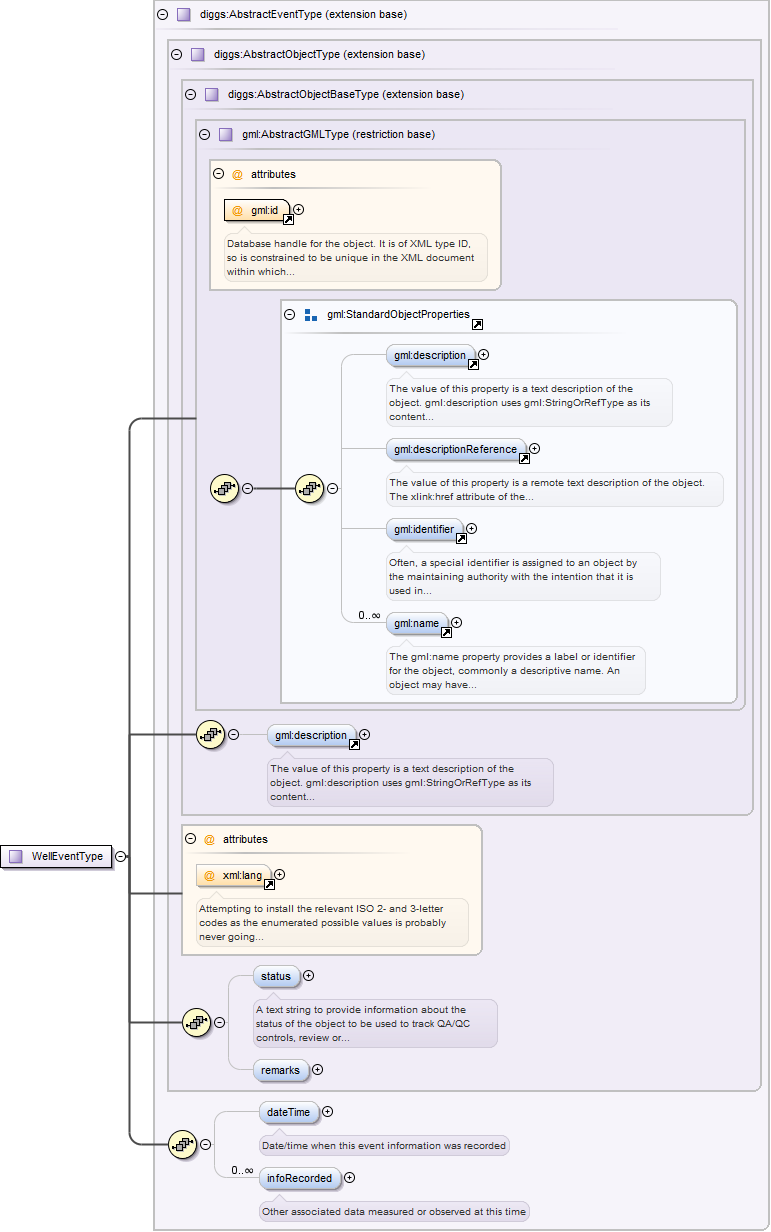 diggs:AbstractEventType (extension base)
diggs:AbstractObjectType (extension base)
diggs:AbstractObjectBaseType (extension base)
gml:AbstractGMLType (restriction base)
@ attributes
@ gml:id
Database handle for the object. It is of XML type ID,
so is constrained to be unique in the XML document
within which...
gml:StandardObjectProperties
gml:description
The value of this property is a text description of the
object. gml:description uses gml:StringOrRefType as its
content...
gml:descriptionReference
The value of this property is a remote text description of the object.
The xlink:href attribute of the...
gml:identifier
Often, a special identifier is assigned to an object by
the maintaining authority with the intention that it is
used in...
0..∞
gml:name
The gml:name property provides a label or identifier
for the object, commonly a descriptive name. An
object may have...
gml:description
The value of this property is a text description of the
object. gml:description uses gml:StringOrRefType as its
content...
WellEventType
@ attributes
@ xml:lang
Attempting to install the relevant ISO 2- and 3-letter
codes as the enumerated possible values is probably
never going...
status
A text string to provide information about the
status of the object to be used to track QA/QC
controls, review or...
remarks
dateTime
Date/time when this event information was recorded
0..∞
infoRecorded
Other associated data measured or observed at this time